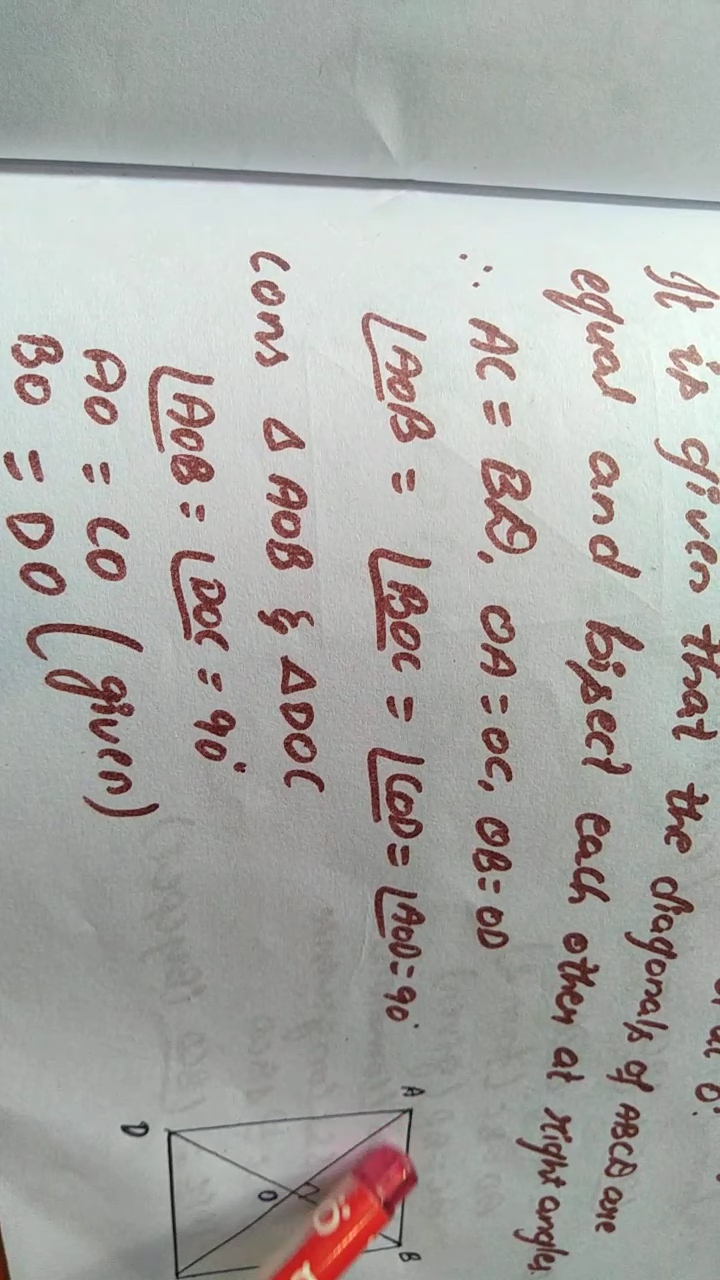 It is given that the diagonals of ABCD are
equal and bisect each other at right angles.
∴ AC = BD, OA = OC, OB = OD
∠AOB = ∠BOC = ∠COD = ∠AOD = 90°
Cons Δ AOB & ΔDOC
∠AOB = ∠DOC = 90°
AO = CO (given)
BO = DO
A
B
D
O